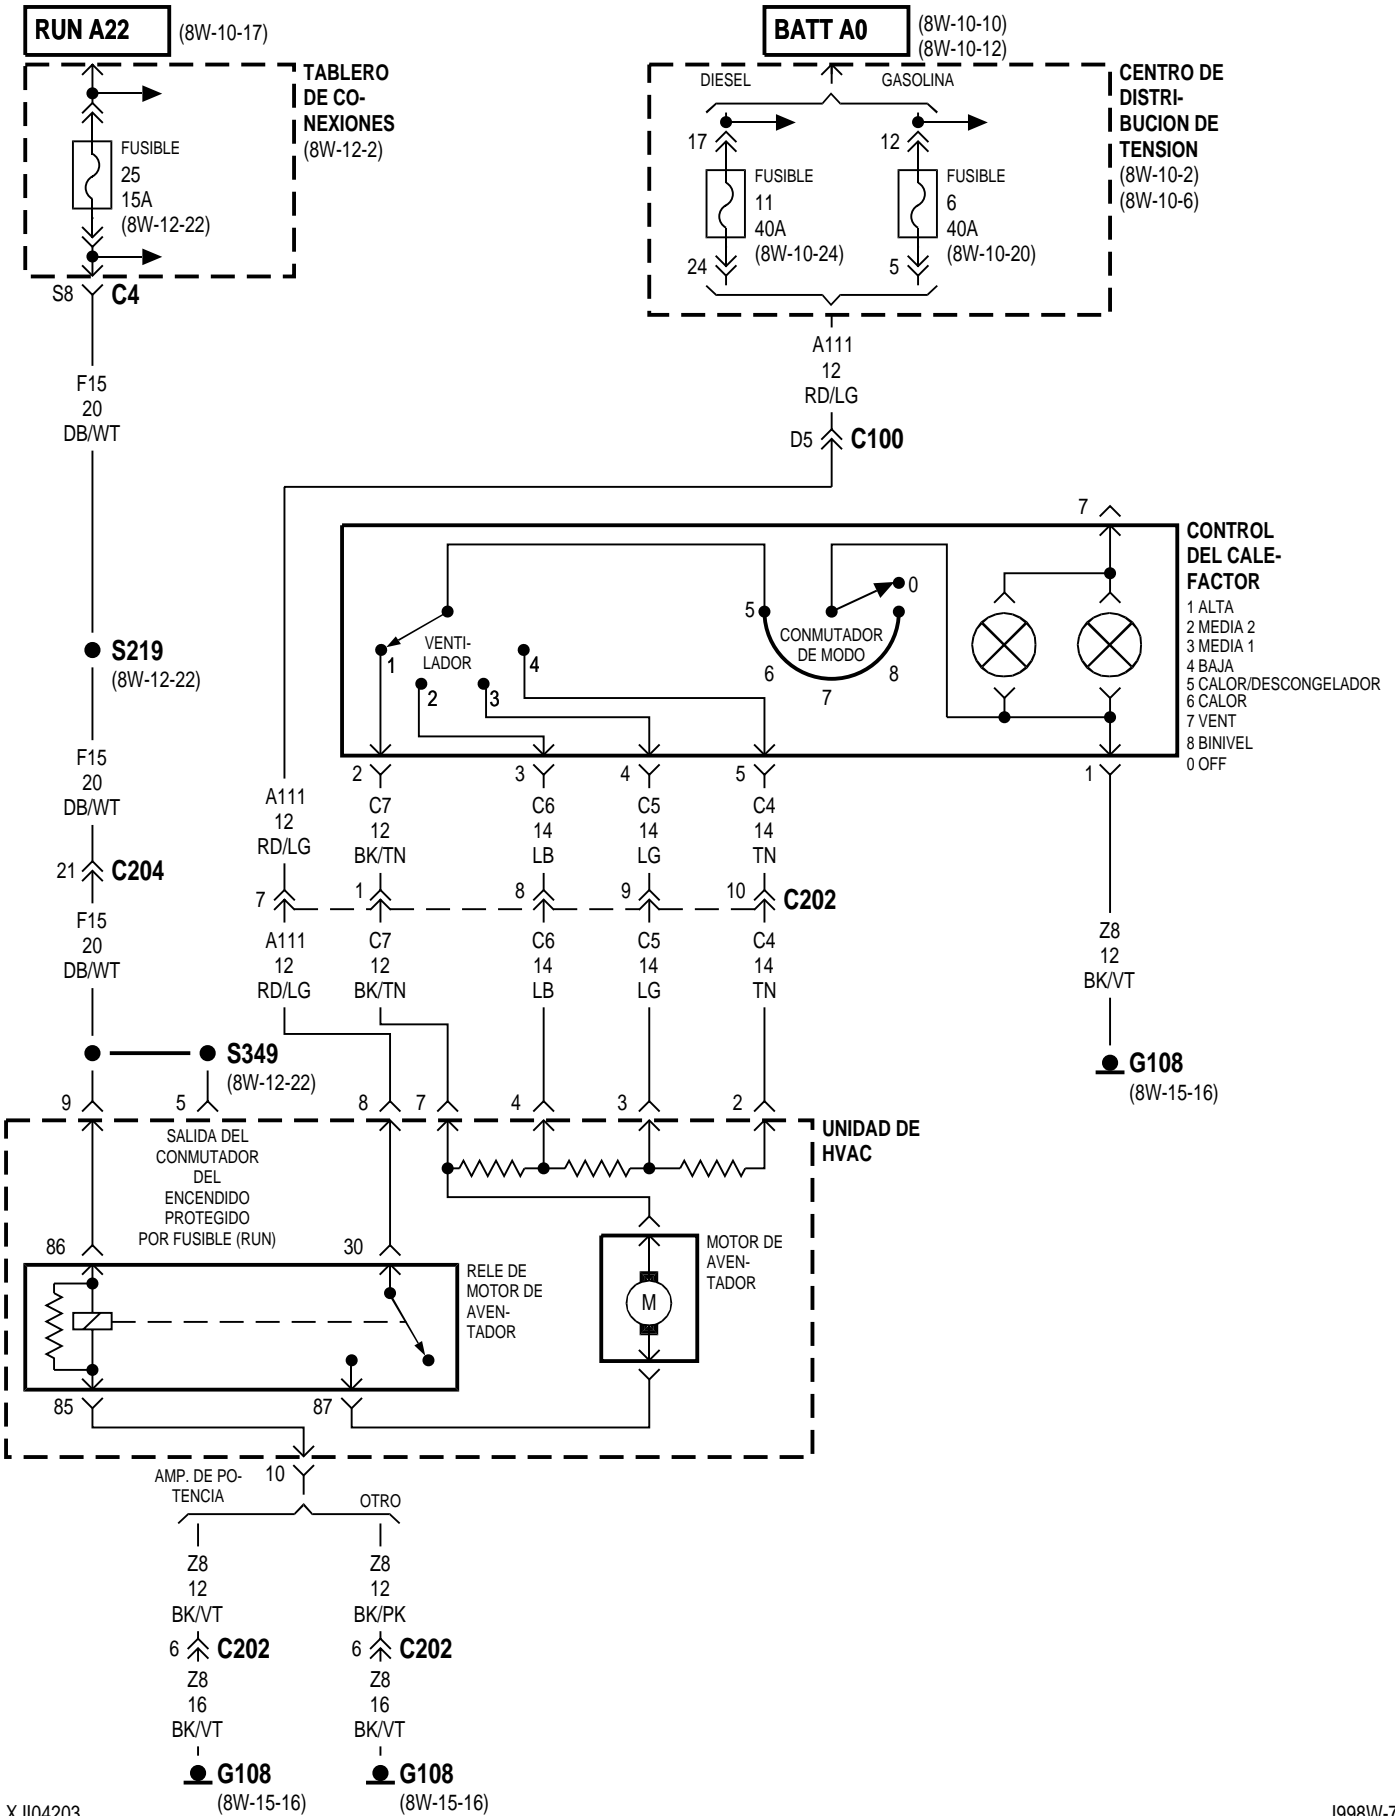 RUN A22
(8W-10-17)
BATT A0
(8W-10-10)
(8W-10-12)
TABLERO
DE CO-
NEXIONES
(8W-12-2)
FUSIBLE
25
15A
(8W-12-22)
S8
C4
DIESEL
GASOLINA
17
12
FUSIBLE
11
40A
(8W-10-24)
FUSIBLE
6
40A
(8W-10-20)
24
5
CENTRO DE
DISTRI-
BUCION DE
TENSION
(8W-10-2)
(8W-10-6)
A111
12
RD/LG
D5
C100
F15
20
DB/WT
S219
(8W-12-22)
F15
20
DB/WT
21
C204
F15
20
DB/WT
7
CONTROL
DEL CALE-
FACTOR
1 ALTA
2 MEDIA 2
3 MEDIA 1
4 BAJA
5 CALOR/DESCONGELADOR
6 CALOR
7 VENT
8 BINIVEL
0 OFF
VENTI-
LADOR
1
2
3
4
5
CONMUTADOR
DE MODO
0
6
7
8
2
3
4
5
1
A111
12
RD/LG
C7
12
BK/TN
C6
14
LB
C5
14
LG
C4
14
TN
7
1
8
9
10
C202
A111
12
RD/LG
C7
12
BK/TN
C6
14
LB
C5
14
LG
C4
14
TN
Z8
12
BK/VT
G108
(8W-15-16)
S349
(8W-12-22)
9
5
8
7
4
3
2
UNIDAD DE
HVAC
SALIDA DEL
CONMUTADOR
DEL
ENCENDIDO
PROTEGIDO
POR FUSIBLE (RUN)
86
30
RELE DE
MOTOR DE
AVEN-
TADOR
MOTOR DE
AVEN-
TADOR
M
85
87
10
AMP. DE PO-
TENCIA
OTRO
Z8
12
BK/VT
6
C202
Z8
16
BK/VT
G108
(8W-15-16)
Z8
12
BK/PK
6
C202
Z8
16
BK/VT
G108
(8W-15-16)